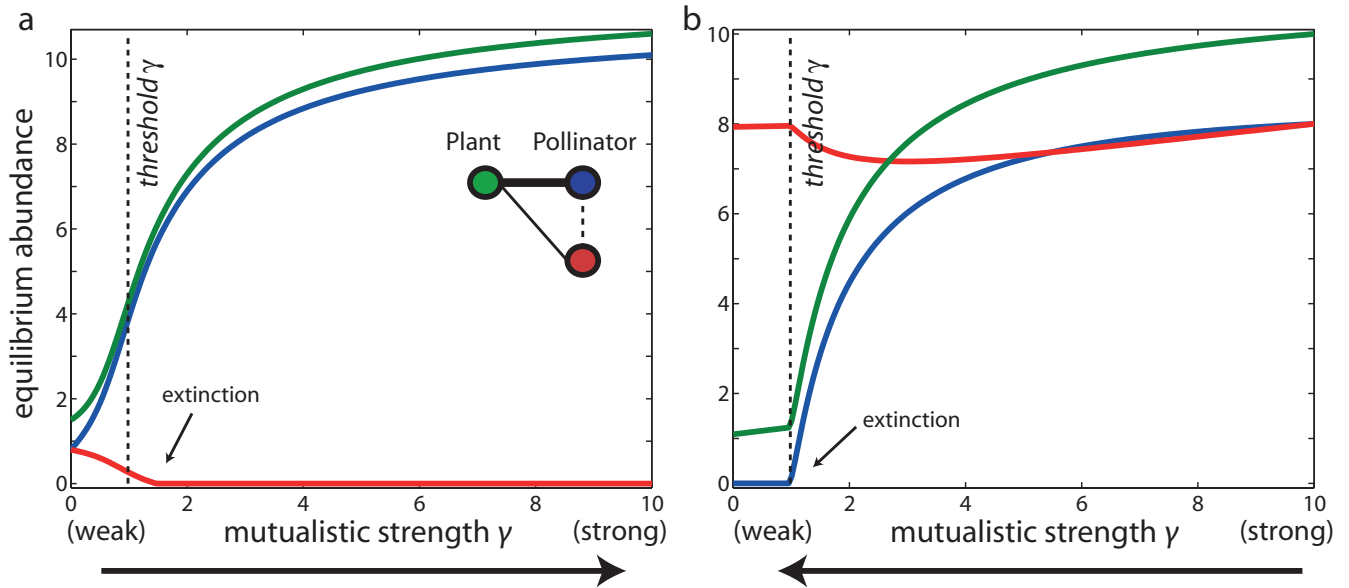 a
10
8
6
4
2
0
equilibrium abundance
threshold γ
Plant Pollinator
extinction
0 2 4 6 8 10
(weak) mutualistic strength γ (strong)
b
10
8
6
4
2
0
threshold γ
extinction
0 2 4 6 8 10
(weak) mutualistic strength γ (strong)